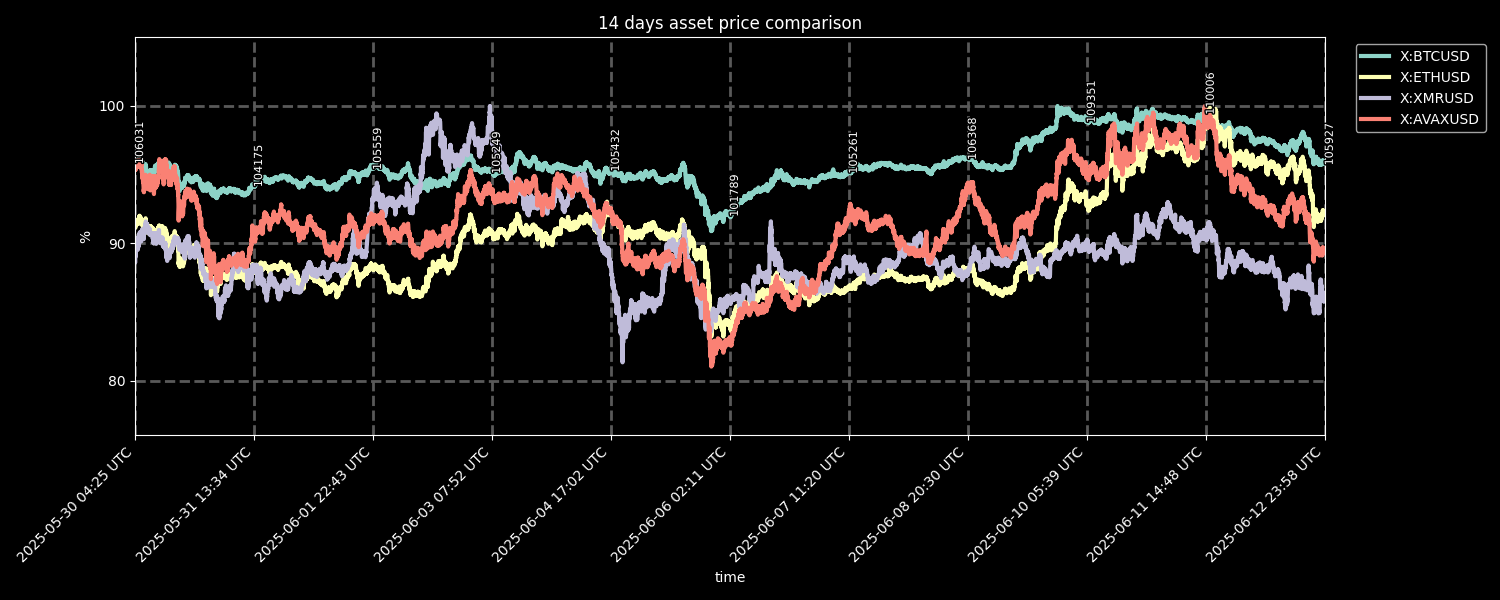 14 days asset price comparison
X:BTCUSD
X:ETHUSD
X:XMRUSD
X:AVAXUSD
100
90
80
%
106031
104175
105559
105249
105432
101789
105261
106368
109351
110006
105927
2025-05-30 04:25 UTC
2025-05-31 13:34 UTC
2025-06-01 22:43 UTC
2025-06-03 07:52 UTC
2025-06-04 17:02 UTC
2025-06-06 02:11 UTC
2025-06-07 11:20 UTC
2025-06-08 20:30 UTC
2025-06-10 05:39 UTC
2025-06-11 14:48 UTC
2025-06-12 23:58 UTC
time